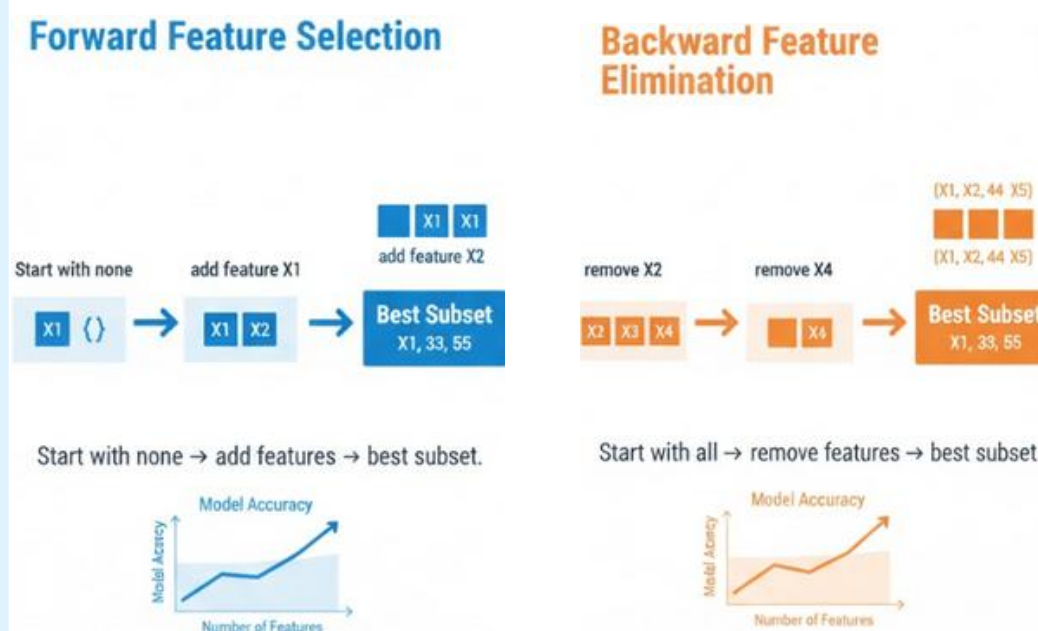 Forward Feature Selection
X1 X1
add feature X2
Start with none
add feature X1
X1 {}
X1 X2
Best Subset
X1, 33, 55
Start with none → add features → best subset.
Model Accuracy
Number of Features
Backward Feature
Elimination
(X1, X2, 44 X5)
(X1, X2, 44 X5)
remove X2
remove X4
X2 X3 X4
X6
Best Subset
X1, 33, 55
Start with all → remove features → best subset
Model Accuracy
Number of Features